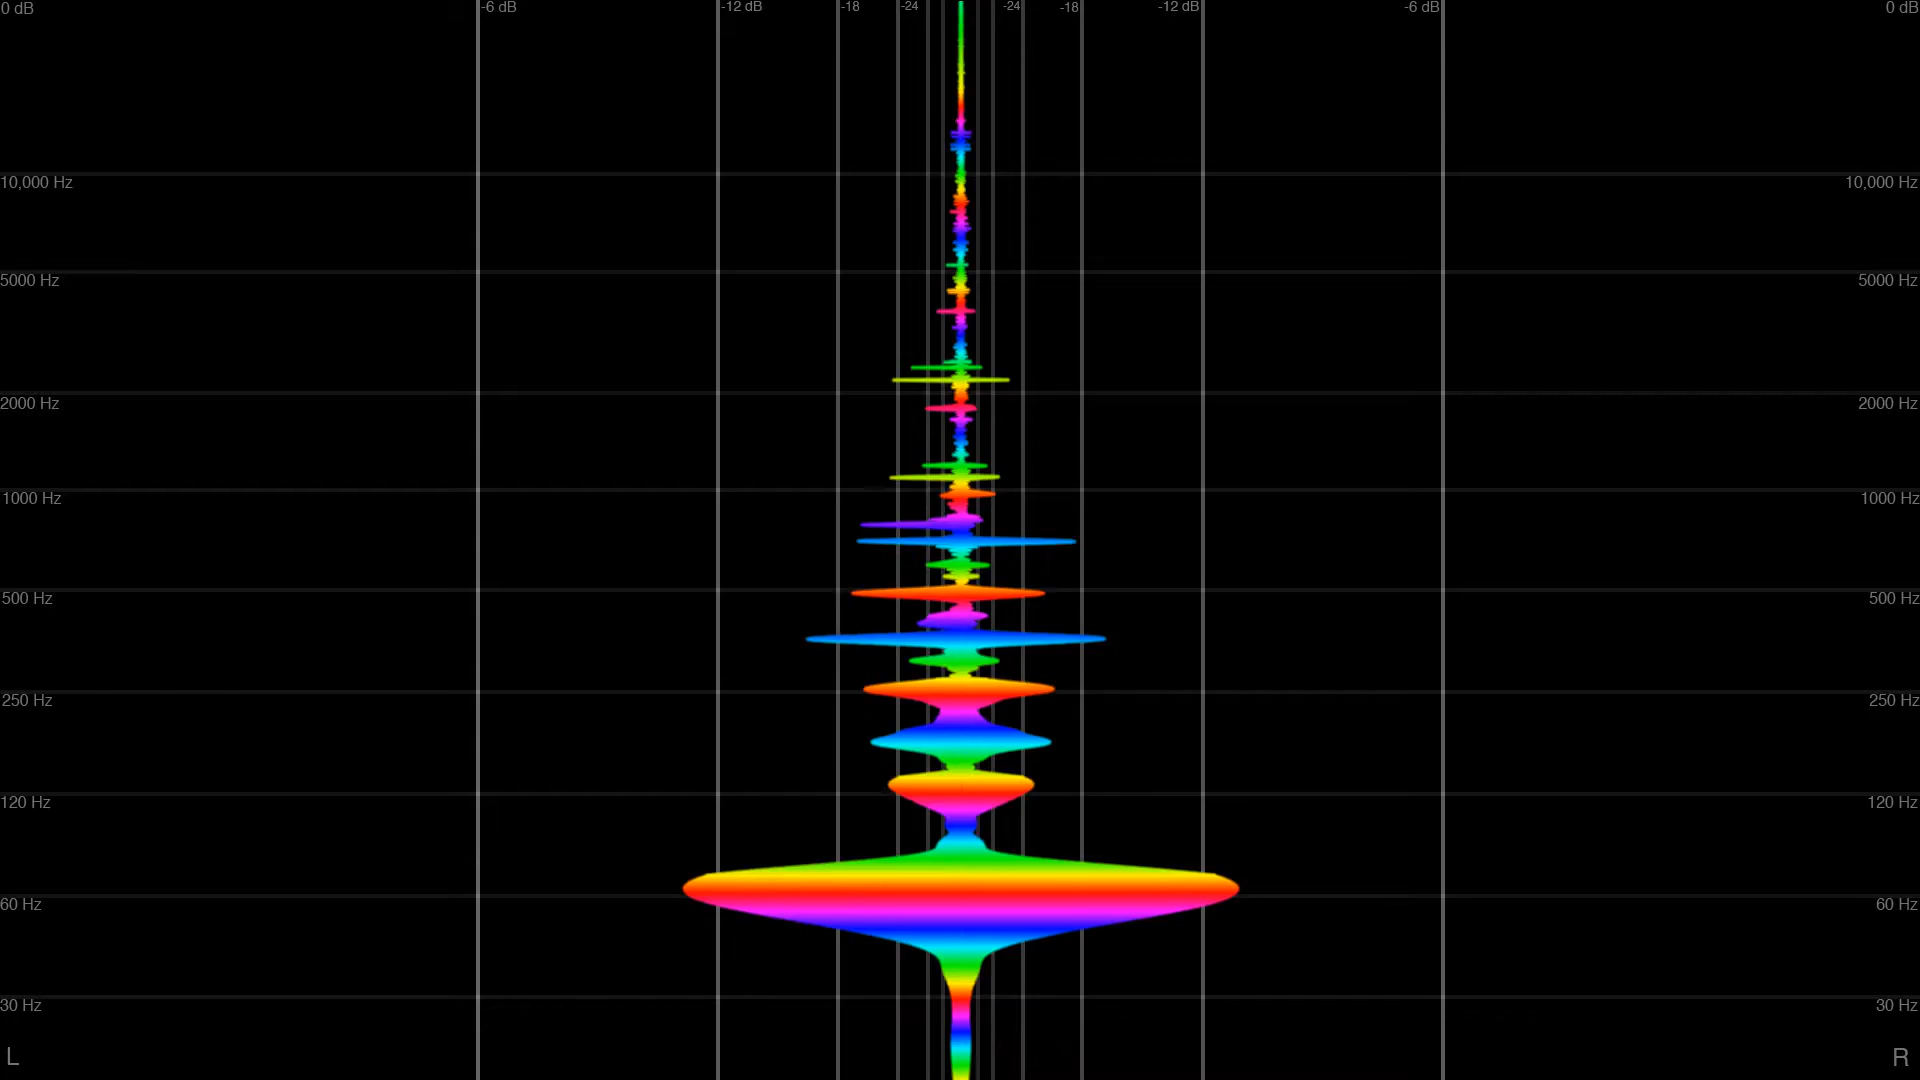 0 dB -6 dB -12 dB -18 -24 -24 -18 -12 dB -6 dB 0 dB
10,000 Hz 10,000 Hz
5000 Hz 5000 Hz
2000 Hz 2000 Hz
1000 Hz 1000 Hz
500 Hz 500 Hz
250 Hz 250 Hz
120 Hz 120 Hz
60 Hz 60 Hz
30 Hz 30 Hz
L R